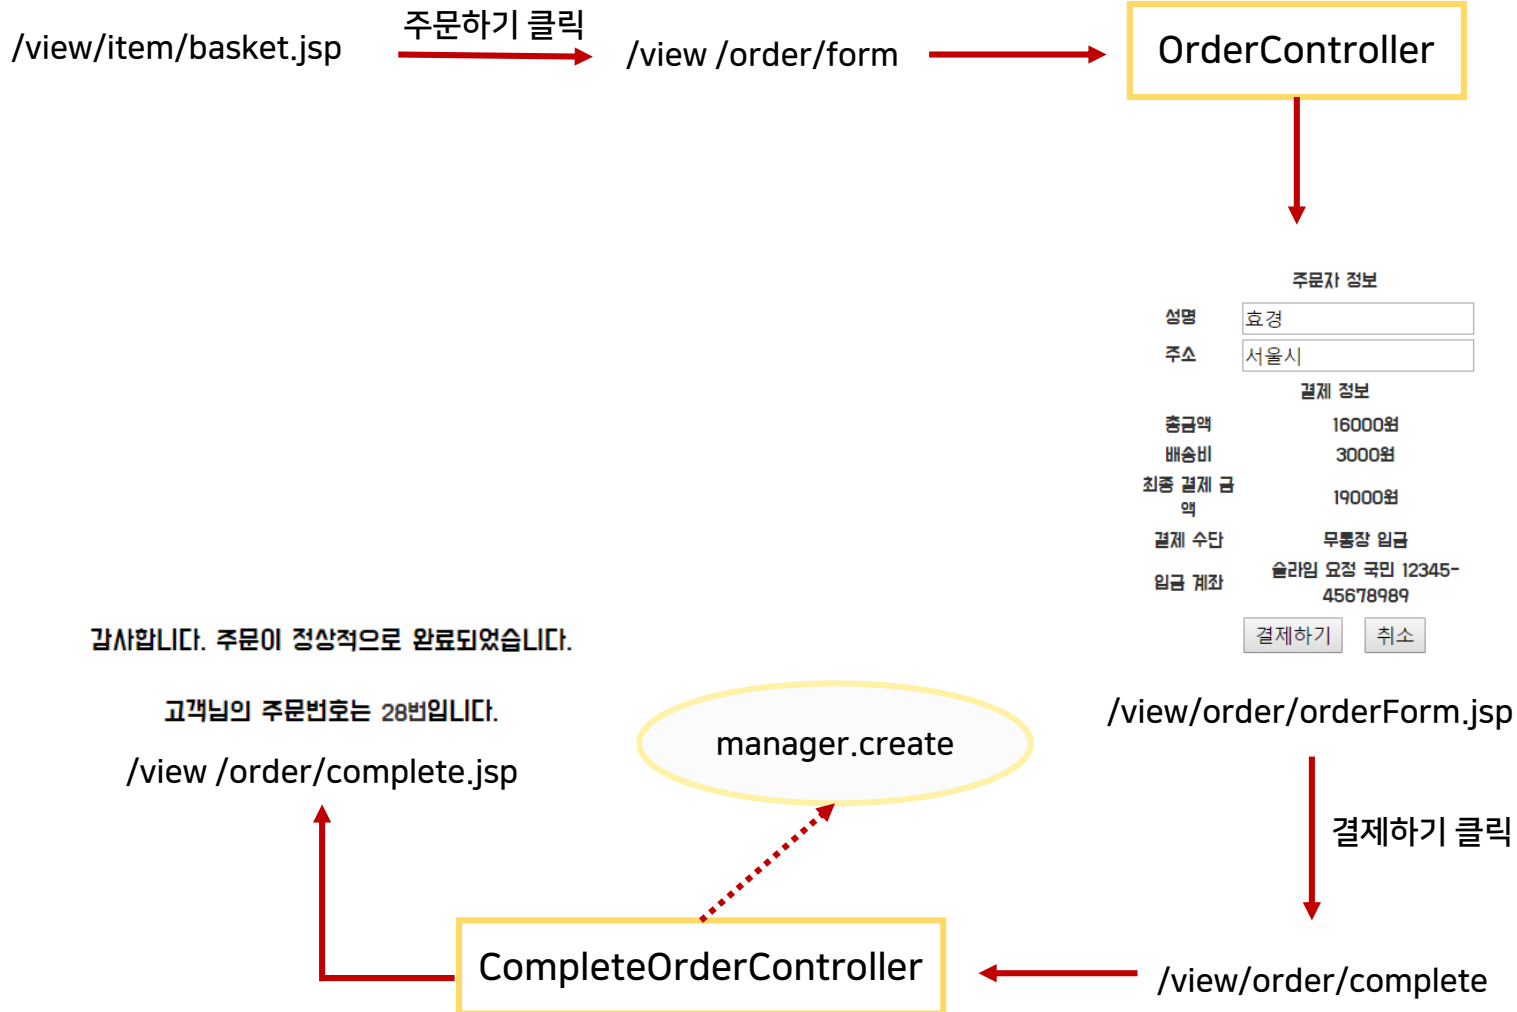 /view/item/basket.jsp
주문하기 클릭
/view /order/form
OrderController
주문자 정보
성명 효경
주소 서울시
결제 정보
총금액 16000원
배송비 3000원
최종 결제 금
액
19000원
결제 수단 무통장 입금
입금 계좌
슬라임 요정 국민 12345-
45678989
결제하기 취소
/view/order/orderForm.jsp
결제하기 클릭
/view/order/complete
CompleteOrderController
manager.create
감사합니다. 주문이 정상적으로 완료되었습니다.
고객님의 주문번호는 28번입니다.
/view /order/complete.jsp